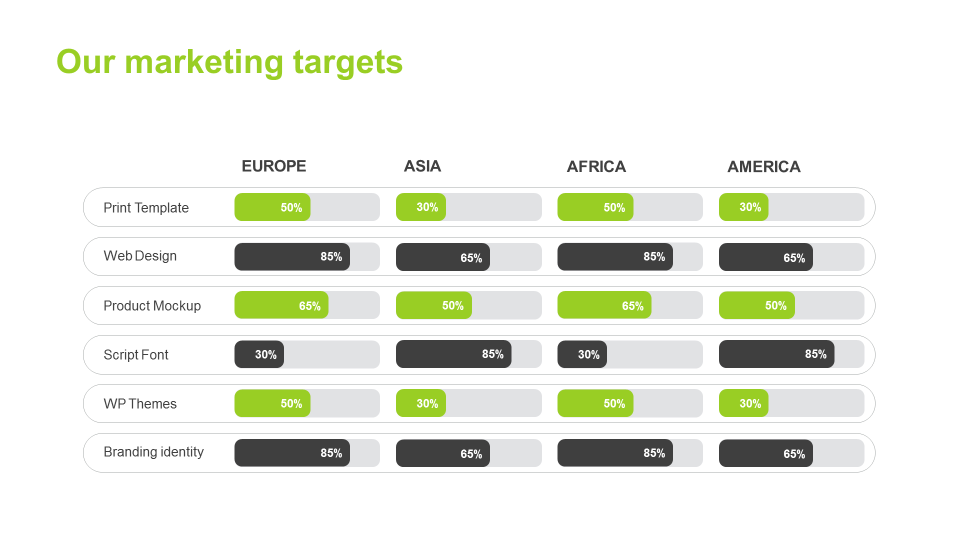 Our marketing targets
EUROPE ASIA AFRICA AMERICA
Print Template 50% 30% 50% 30%
Web Design 85% 65% 85% 65%
Product Mockup 65% 50% 65% 50%
Script Font 30% 85% 30% 85%
WP Themes 50% 30% 50% 30%
Branding identity 85% 65% 85% 65%